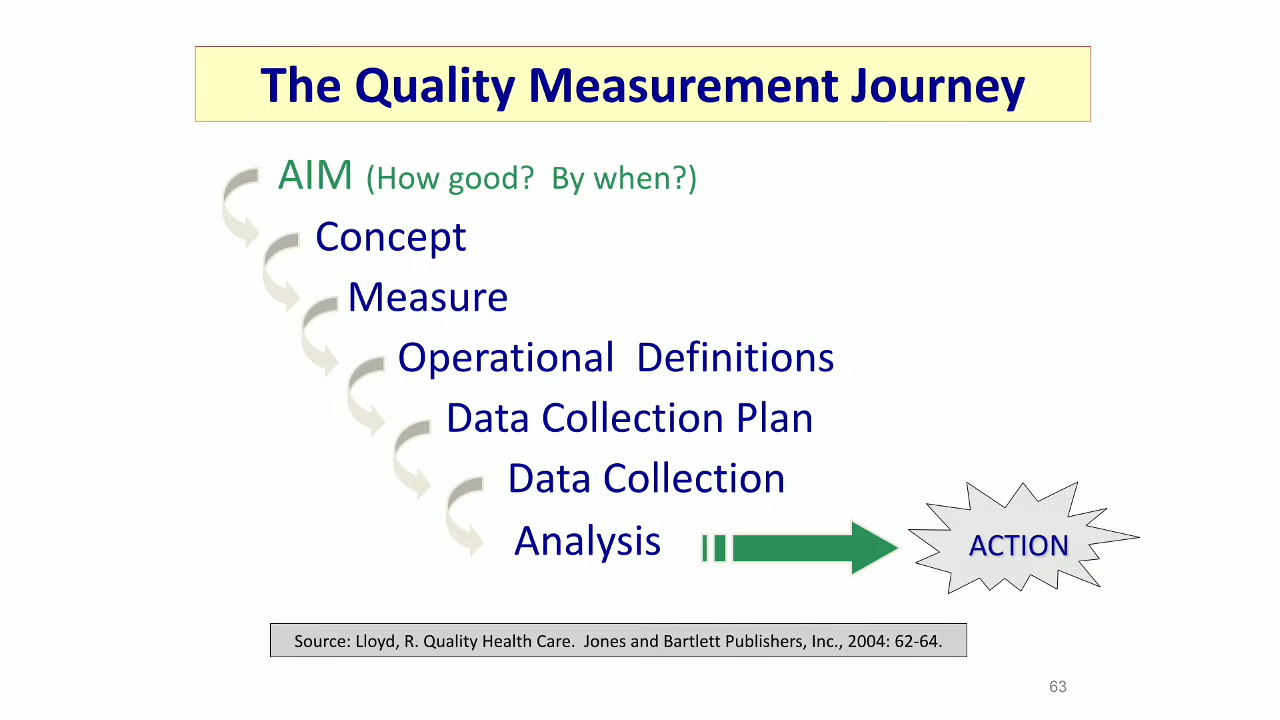 The Quality Measurement Journey
AIM (How good?  By when?)
Concept
Measure
Operational  Definitions
Data Collection Plan
Data Collection
Analysis
ACTION
Source: Lloyd, R. Quality Health Care.  Jones and Bartlett Publishers, Inc., 2004: 62-64.
63